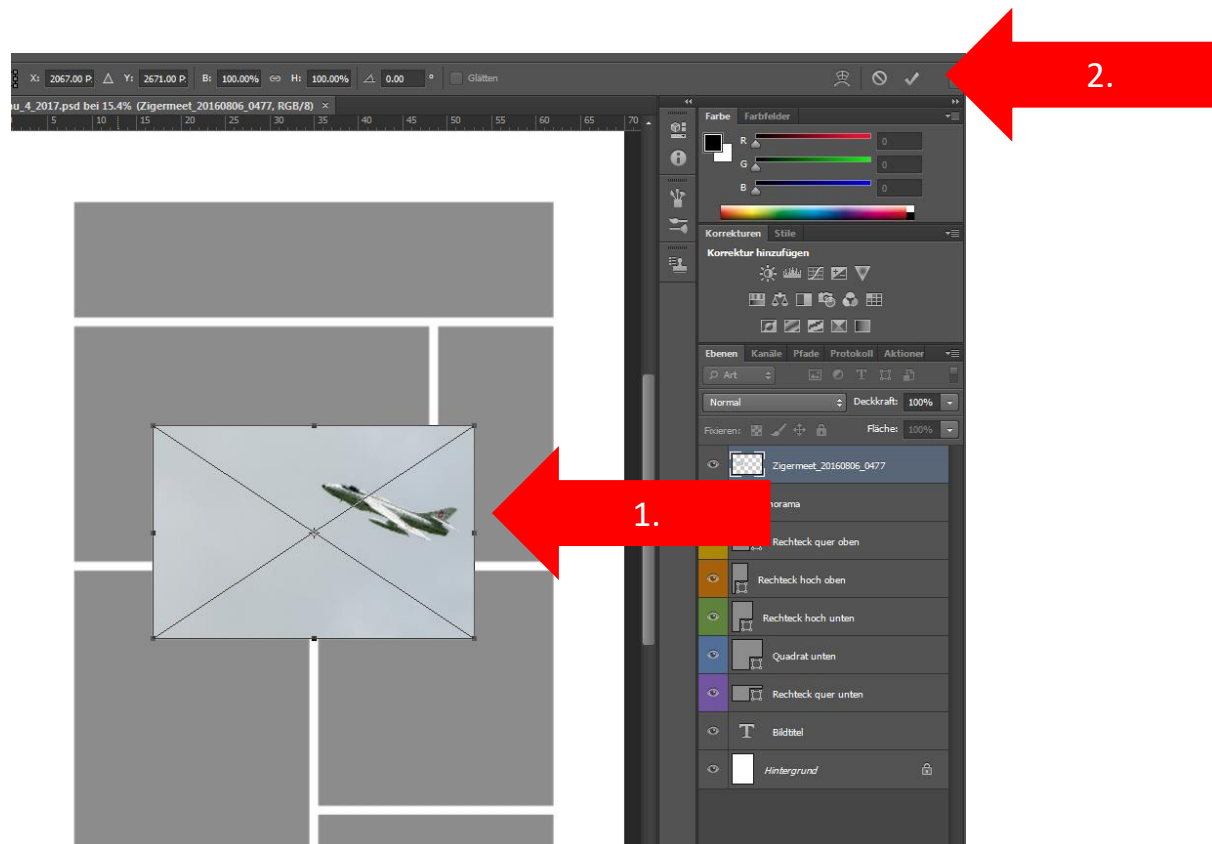 2.
X: 2067.00 P. Δ Y: 2671.00 P. B: 100.00% H: 100.00% 0.00 ° Glätten
u_4_2017.psd bei 15.4% (Zigermeet_20160806_0477, RGB/8) ×
5 10 15 20 25 30 35 40 45 50 55 60 65 70
Farbe Farbfelder
R 0
G 0
B 0
Korrekturen Stile
Korrektur hinzufügen
Ebenen Kanäle Pfade Protokoll Aktionen
Art
Normal Deckkraft: 100%
Fixieren: Fläche: 100%
Zigermeet_20160806_0477
1.
norama
Rechteck quer oben
Rechteck hoch oben
Rechteck hoch unten
Quadrat unten
Rechteck quer unten
T Bildtitel
Hintergrund